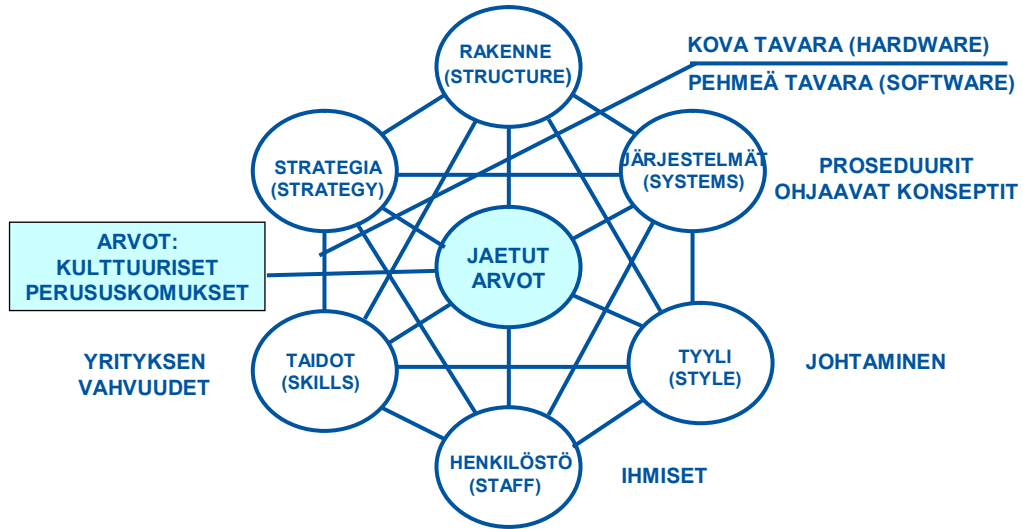 RAKENNE
(STRUCTURE)
KOVA TAVARA (HARDWARE)
PEHMEÄ TAVARA (SOFTWARE)
STRATEGIA
(STRATEGY)
JÄRJESTELMÄT
(SYSTEMS)
PROSEDUURIT
OHJAAVAT KONSEPTIT
ARVOT:
KULTTUURISET
PERUSUSKOMUKSET
JAETUT
ARVOT
YRITYKSEN
VAHVUUDET
TAIDOT
(SKILLS)
TYYLI
(STYLE)
JOHTAMINEN
HENKILÖSTÖ
(STAFF)
IHMISET